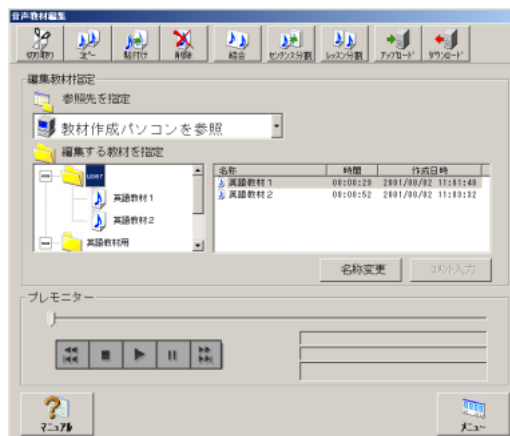 音声教材編集
切り取り コピー 貼付け 削除 結合 センテンス分割 レッスン分割 アップロード ダウンロード
編集教材指定
参照先を指定
教材作成パソコンを参照
編集する教材を指定
user
英語教材1
英語教材2
英語教材用
名称 時間 作成日時
英語教材1 00:00:29 2001/08/02 11:01:48
英語教材2 00:00:52 2001/08/02 11:03:32
名称変更 コメント入力
プレモニター
マニュアル メニュー